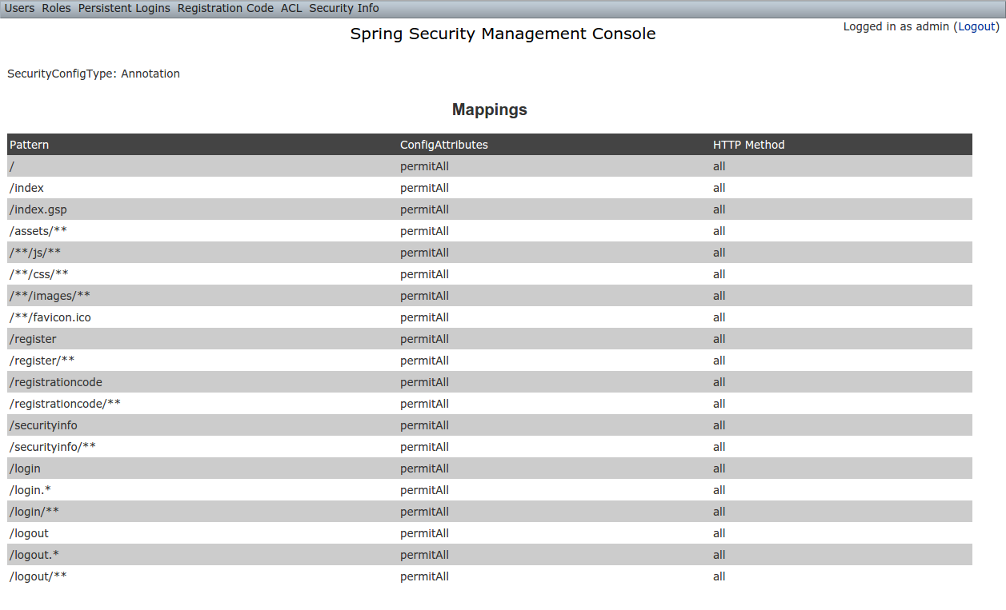 Users Roles Persistent Logins Registration Code ACL Security Info
Logged in as admin (Logout)
Spring Security Management Console
SecurityConfigType: Annotation
Mappings
Pattern ConfigAttributes HTTP Method
/ permitAll all
/index permitAll all
/index.gsp permitAll all
/assets/** permitAll all
/**/js/** permitAll all
/**/css/** permitAll all
/**/images/** permitAll all
/**/favicon.ico permitAll all
/register permitAll all
/register/** permitAll all
/registrationcode permitAll all
/registrationcode/** permitAll all
/securityinfo permitAll all
/securityinfo/** permitAll all
/login permitAll all
/login.* permitAll all
/login/** permitAll all
/logout permitAll all
/logout.* permitAll all
/logout/** permitAll all